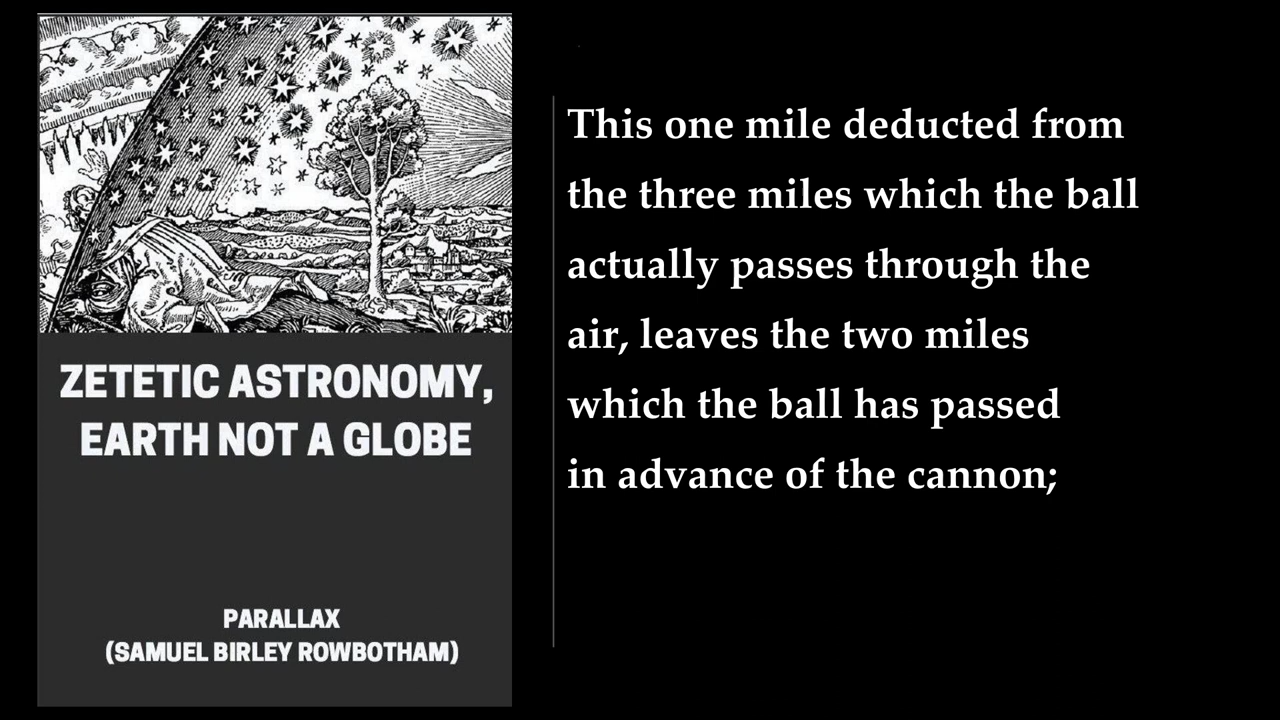 ZETETIC ASTRONOMY,
EARTH NOT A GLOBE
PARALLAX
(SAMUEL BIRLEY ROWBOTHAM)
This one mile deducted from
the three miles which the ball
actually passes through the
air, leaves the two miles
which the ball has passed
in advance of the cannon;